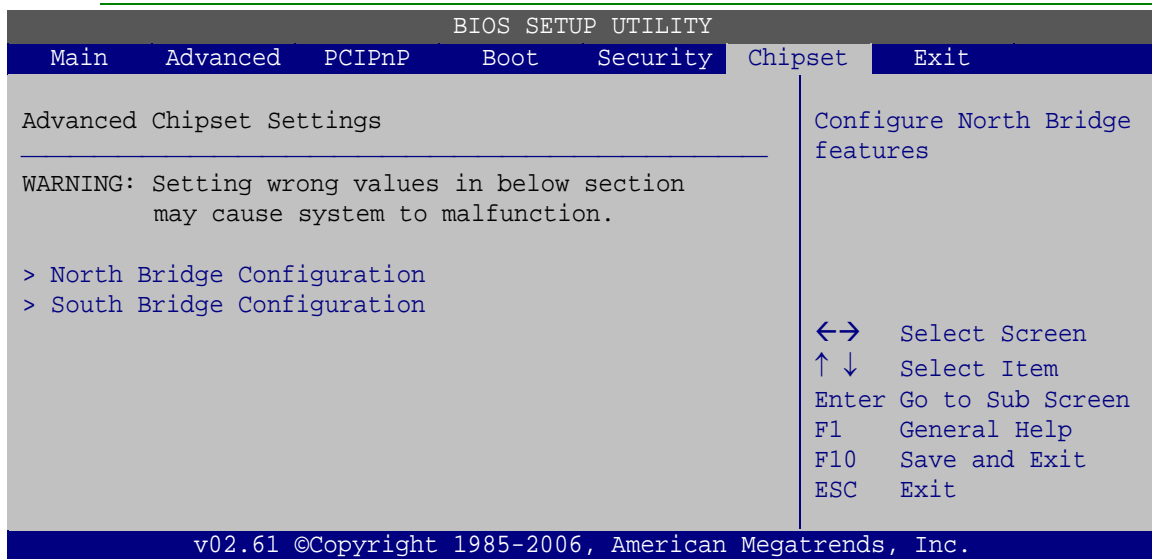 BIOS SETUP UTILITY
Main Advanced PCIPnP Boot Security Chipset Exit
Advanced Chipset Settings
WARNING: Setting wrong values in below section
may cause system to malfunction.
> North Bridge Configuration
> South Bridge Configuration
Configure North Bridge
features
←→ Select Screen
↑ ↓ Select Item
Enter Go to Sub Screen
F1 General Help
F10 Save and Exit
ESC Exit
v02.61 ©Copyright 1985-2006, American Megatrends, Inc.